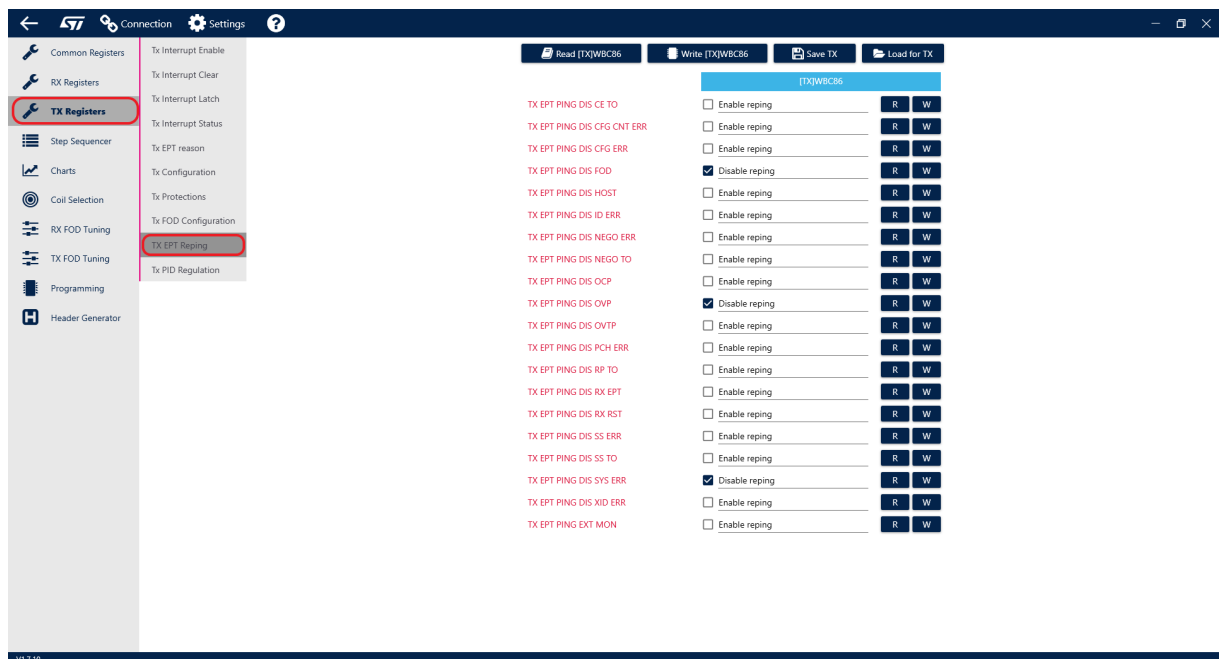 Connection Settings ?
Common Registers
RX Registers
TX Registers
Step Sequencer
Charts
Coil Selection
RX FOD Tuning
TX FOD Tuning
Programming
H Header Generator
Tx Interrupt Enable
Tx Interrupt Clear
Tx Interrupt Latch
Tx Interrupt Status
Tx EPT reason
Tx Configuration
Tx Protections
Tx FOD Configuration
TX EPT Reping
Tx PID Regulation
Read [TX]WBC86 Write [TX]WBC86 Save TX Load for TX
[TX]WBC86
TX EPT PING DIS CE TO Enable reping R W
TX EPT PING DIS CFG CNT ERR Enable reping R W
TX EPT PING DIS CFG ERR Enable reping R W
TX EPT PING DIS FOD Disable reping R W
TX EPT PING DIS HOST Enable reping R W
TX EPT PING DIS ID ERR Enable reping R W
TX EPT PING DIS NEGO ERR Enable reping R W
TX EPT PING DIS NEGO TO Enable reping R W
TX EPT PING DIS OCP Enable reping R W
TX EPT PING DIS OVP Disable reping R W
TX EPT PING DIS OVTP Enable reping R W
TX EPT PING DIS PCH ERR Enable reping R W
TX EPT PING DIS RP TO Enable reping R W
TX EPT PING DIS RX EPT Enable reping R W
TX EPT PING DIS RX RST Enable reping R W
TX EPT PING DIS SS ERR Enable reping R W
TX EPT PING DIS SS TO Enable reping R W
TX EPT PING DIS SYS ERR Disable reping R W
TX EPT PING DIS XID ERR Enable reping R W
TX EPT PING EXT MON Enable reping R W